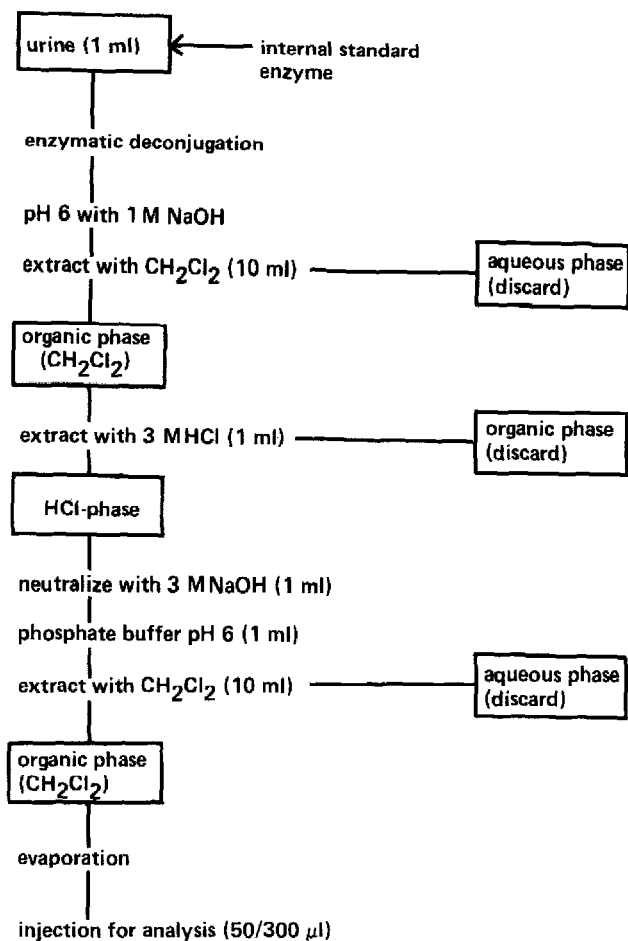 urine (1 ml)
internal standard
enzyme
enzymatic deconjugation
pH 6 with 1 M NaOH
extract with CH₂Cl₂ (10 ml)
aqueous phase
(discard)
organic phase
(CH₂Cl₂)
extract with 3 MHCl (1 ml)
organic phase
(discard)
HCl-phase
neutralize with 3 M NaOH (1 ml)
phosphate buffer pH 6 (1 ml)
extract with CH₂Cl₂ (10 ml)
aqueous phase
(discard)
organic phase
(CH₂Cl₂)
evaporation
injection for analysis (50/300 μl)